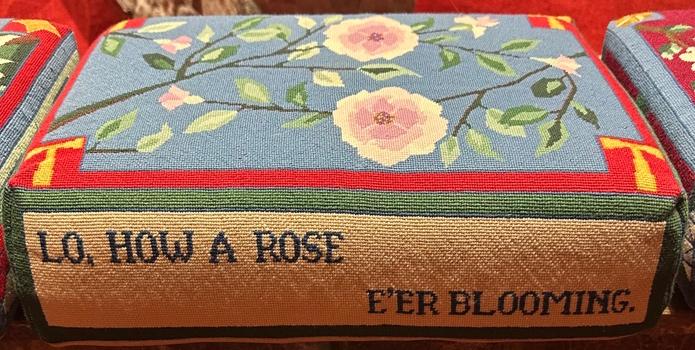 T T
LO, HOW A ROSE
E'ER BLOOMING.